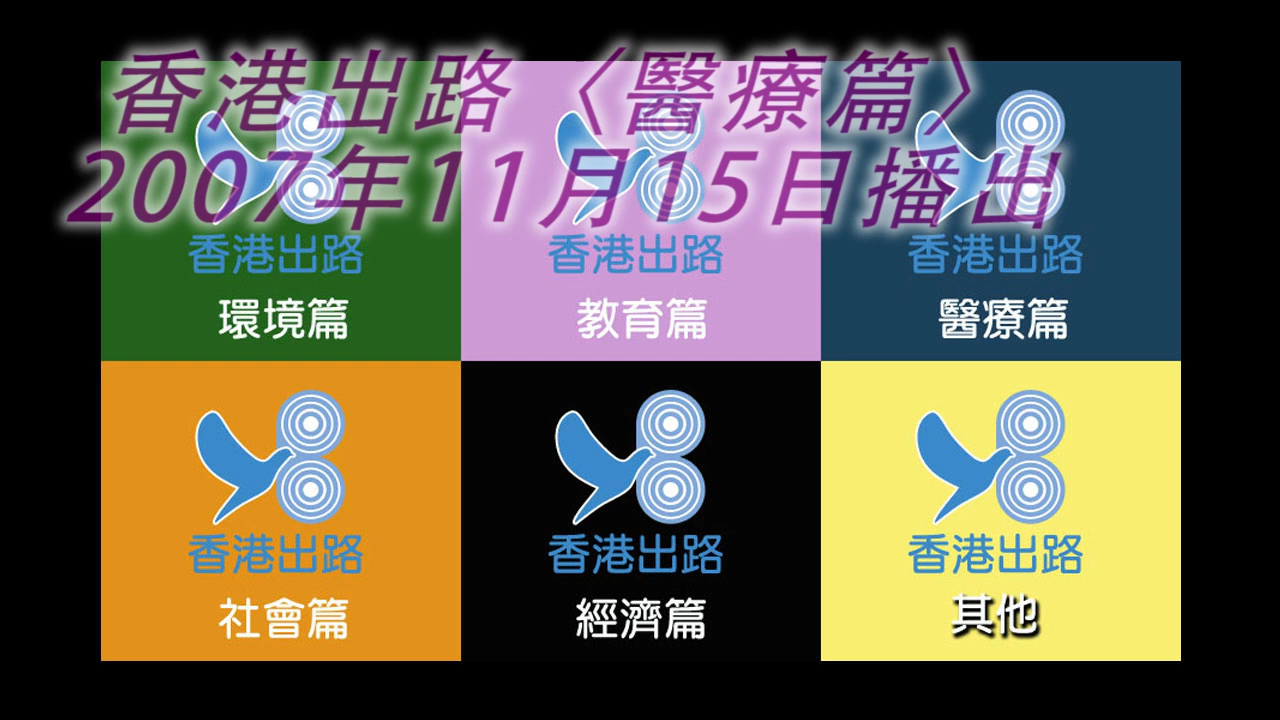 香港出路〈醫療篇〉
2007年11月15日播出
香港出路
環境篇
香港出路
教育篇
香港出路
醫療篇
香港出路
社會篇
香港出路
經濟篇
香港出路
其他